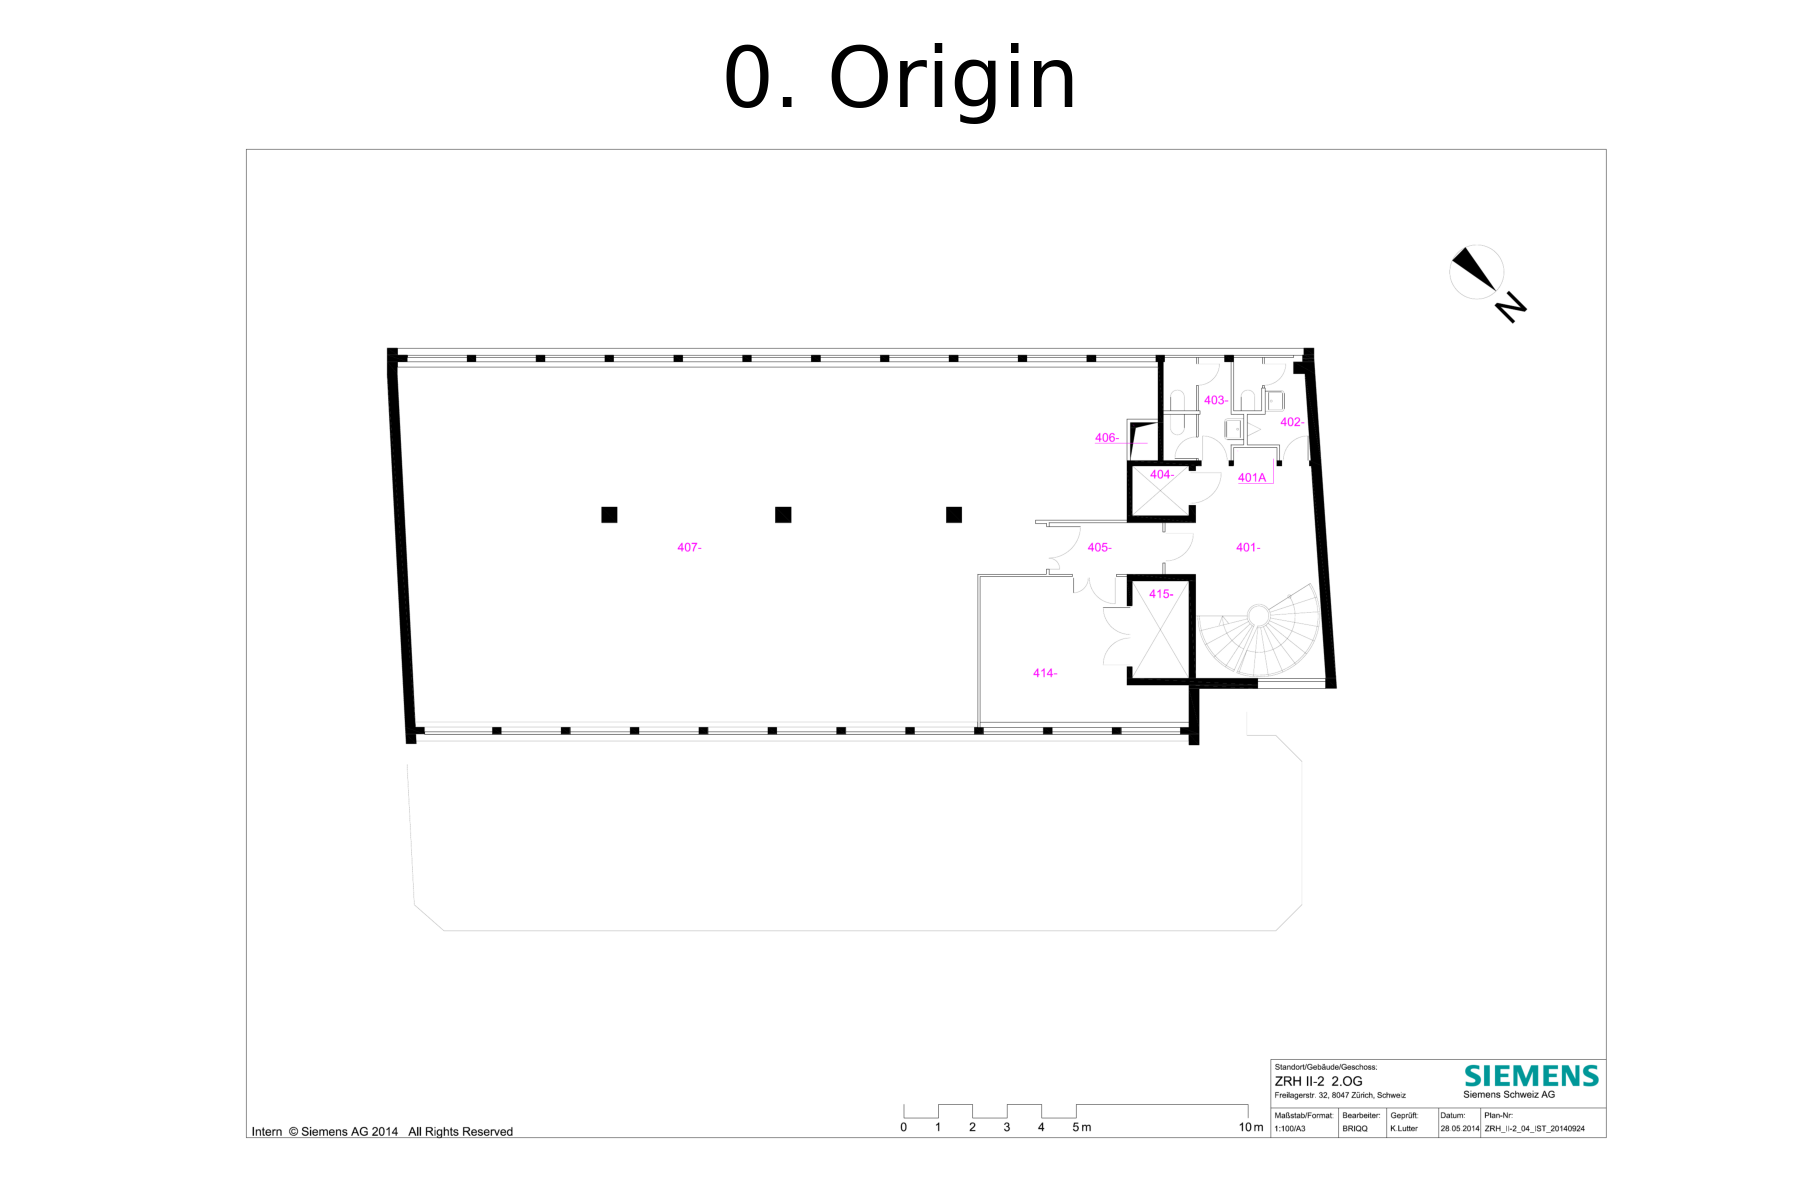 0. Origin
N
403-
402-
406-
404-
401A
407-
405-
401-
415-
414-
Standort/Gebäude/Geschoss:
ZRH II-2 2.OG
Freilagerstr. 32, 8047 Zürich, Schweiz
SIEMENS
Siemens Schweiz AG
Maßstab/Format: Bearbeiter: Geprüft: Datum: Plan-Nr:
1:100/A3 BRIQQ K.Lutter 28.05.2014 ZRH_II-2_04_IST_20140924
0 1 2 3 4 5 m 10 m
Intern © Siemens AG 2014 All Rights Reserved